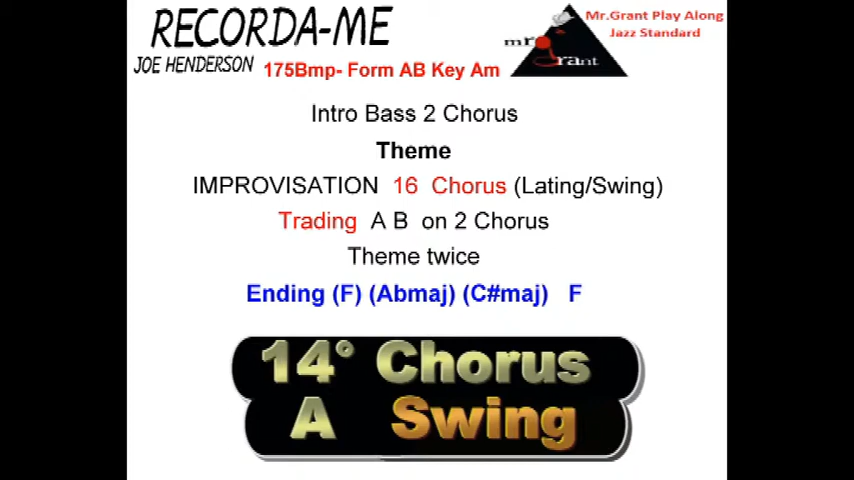 RECORDA-ME
JOE HENDERSON
175Bmp- Form AB Key Am
mr grant
Mr.Grant Play Along
Jazz Standard
Intro Bass 2 Chorus
Theme
IMPROVISATION 16 Chorus (Lating/Swing)
Trading A B on 2 Chorus
Theme twice
Ending (F) (Abmaj) (C#maj) F
14° Chorus
A Swing